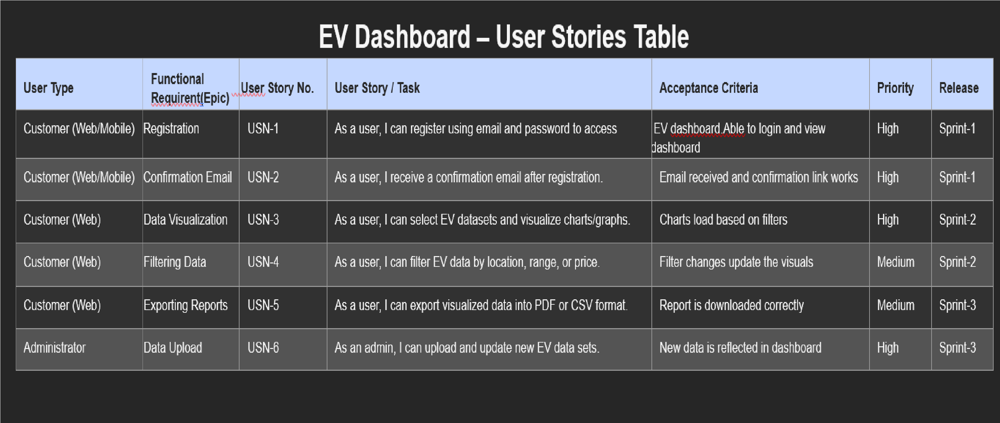 EV Dashboard – User Stories Table
User Type
Functional
Requirent(Epic)
User Story No.
User Story / Task
Acceptance Criteria
Priority
Release
Customer (Web/Mobile)
Registration
USN-1
As a user, I can register using email and password to access
EV dashboard.Able to login and view
dashboard
High
Sprint-1
Customer (Web/Mobile)
Confirmation Email
USN-2
As a user, I receive a confirmation email after registration.
Email received and confirmation link works
High
Sprint-1
Customer (Web)
Data Visualization
USN-3
As a user, I can select EV datasets and visualize charts/graphs.
Charts load based on filters
High
Sprint-2
Customer (Web)
Filtering Data
USN-4
As a user, I can filter EV data by location, range, or price.
Filter changes update the visuals
Medium
Sprint-2
Customer (Web)
Exporting Reports
USN-5
As a user, I can export visualized data into PDF or CSV format.
Report is downloaded correctly
Medium
Sprint-3
Administrator
Data Upload
USN-6
As an admin, I can upload and update new EV data sets.
New data is reflected in dashboard
High
Sprint-3